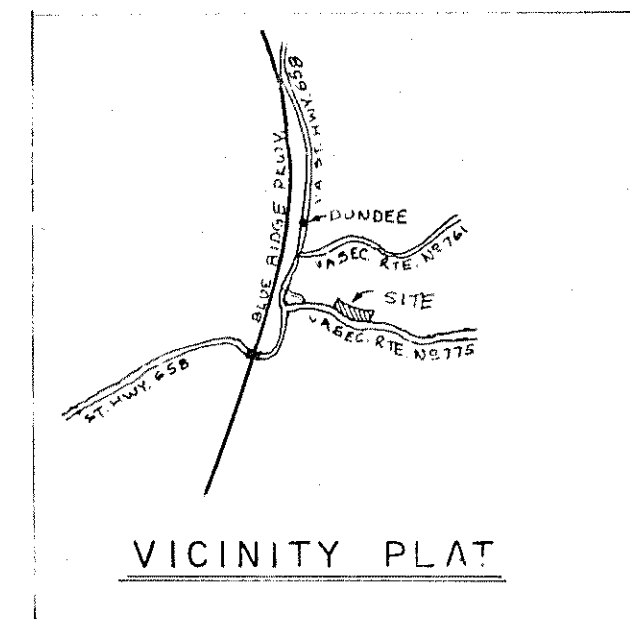 VA ST. HWY. 658
BLUE RIDGE PKWY
DUNDEE
VA SEC. RTE. No 761
SITE
VA SEC. RTE. No 775
ST. HWY. 658
VICINITY PLAT